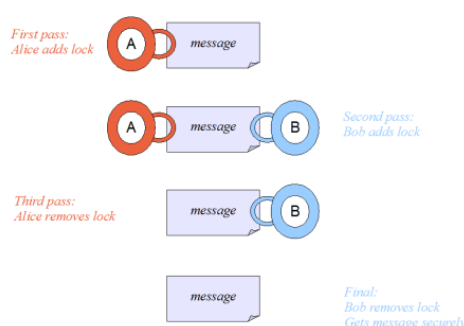 First pass:
Alice adds lock
A
message
A
message
B
Second pass:
Bob adds lock
Third pass:
Alice removes lock
message
B
message
Final:
Bob removes lock
Gets message securely